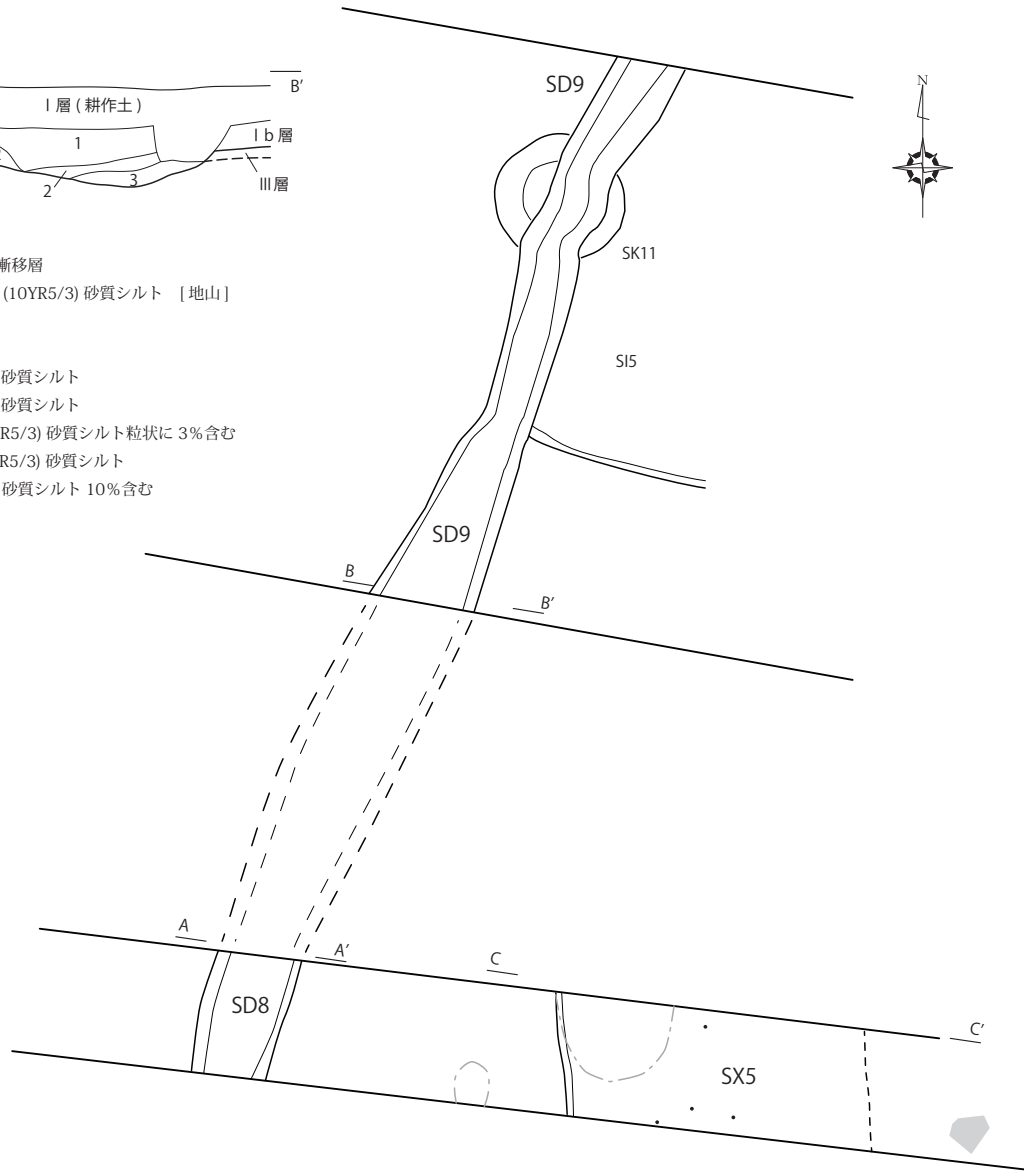 B'
Ⅰ層 ( 耕作土 )
1
Ⅰb 層
2
3
Ⅲ層
漸移層
(10YR5/3) 砂質シルト [ 地山 ]
砂質シルト
砂質シルト
R5/3) 砂質シルト粒状に 3%含む
R5/3) 砂質シルト
砂質シルト 10%含む
SD9
N
SK11
SI5
SD9
B
B'
A
A'
C
C'
SD8
SX5